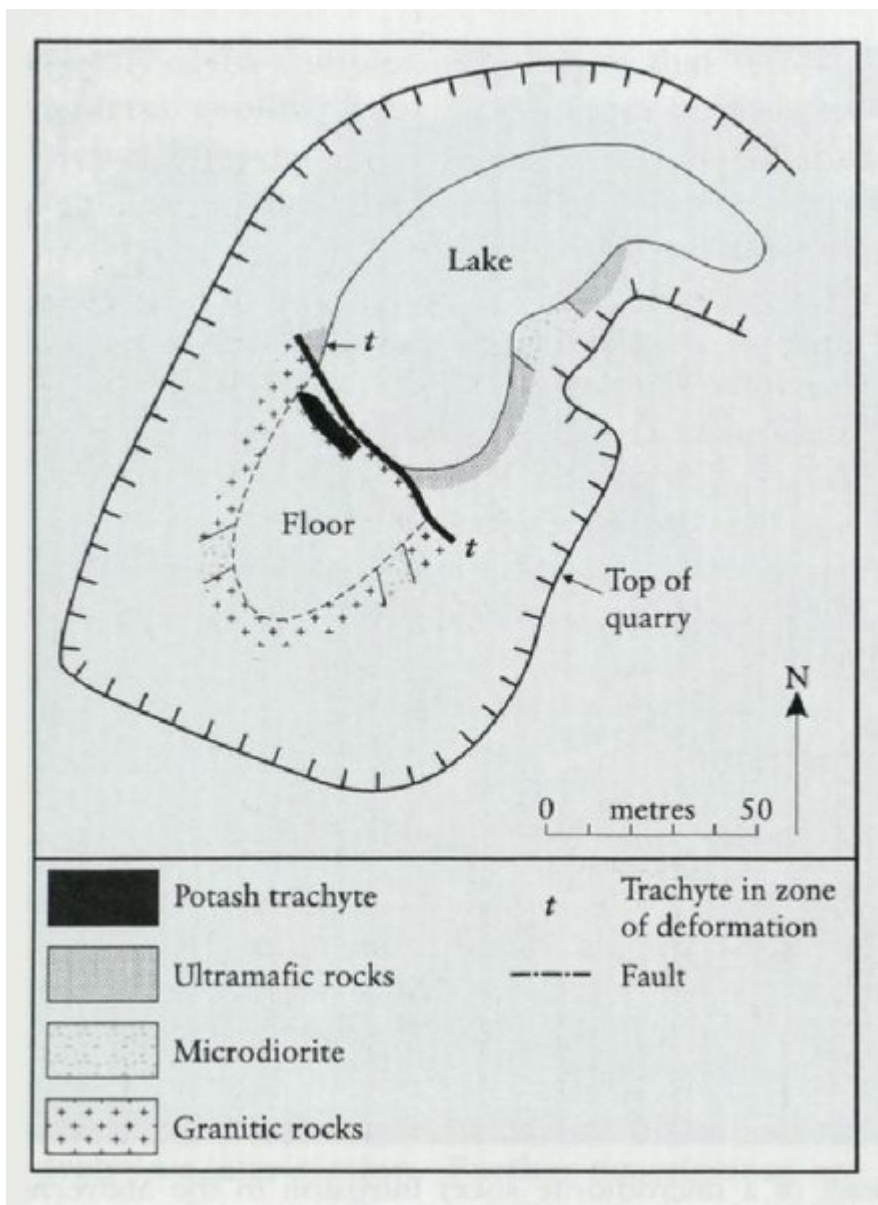 Lake
t
Floor
t
Top of
quarry
N
0 metres 50
Potash trachyte
Ultramafic rocks
Microdiorite
Granitic rocks
t
Trachyte in zone
of deformation
Fault